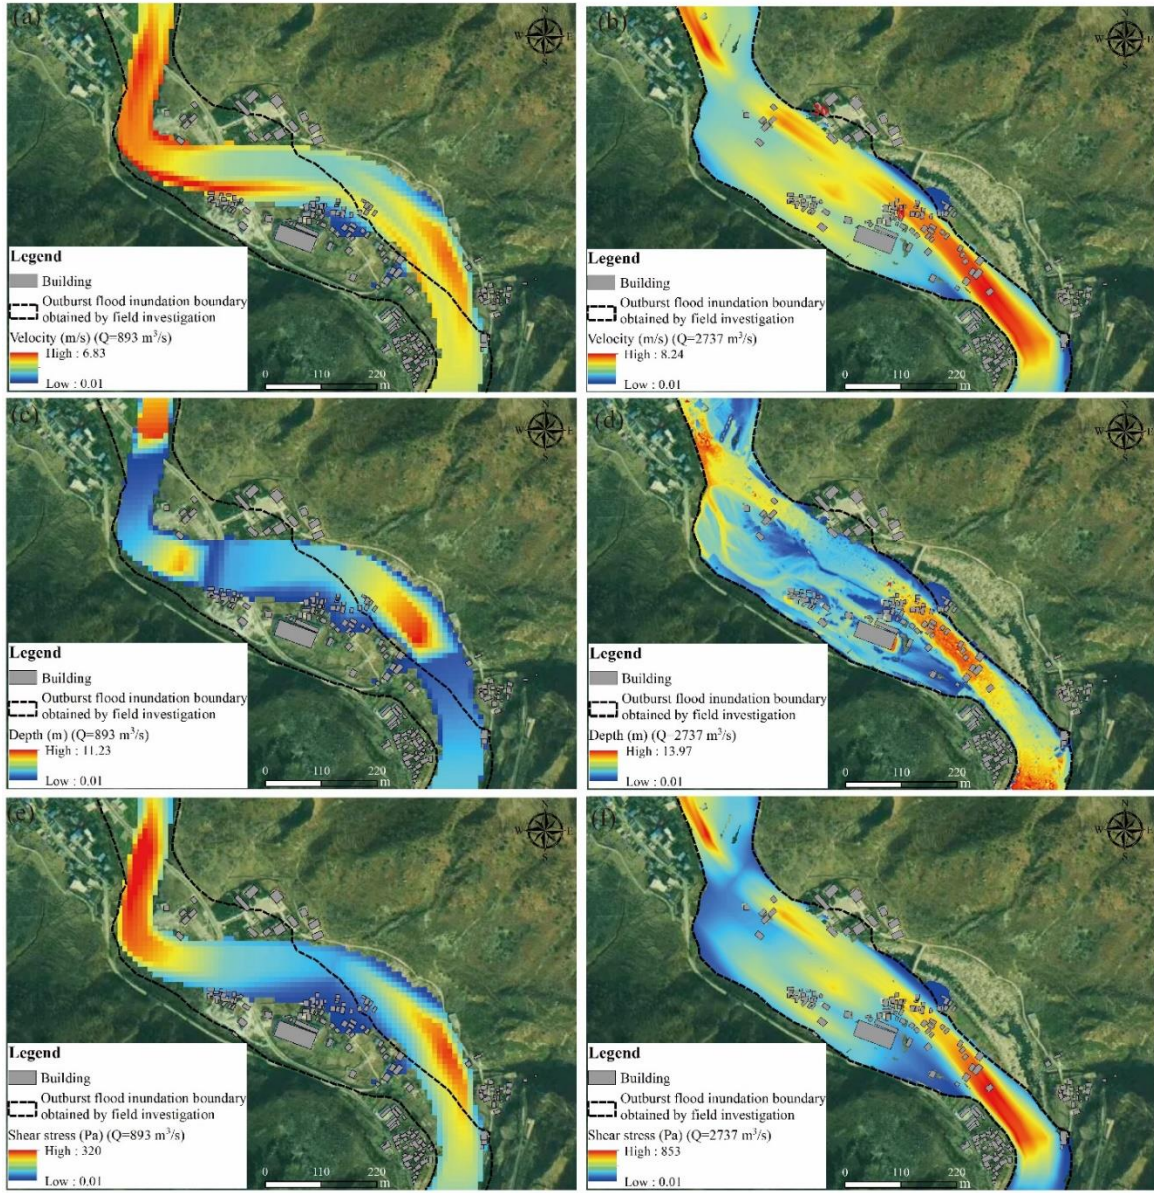 (a)
N
W E
S
Legend
Building
Outburst flood inundation boundary
obtained by field investigation
Velocity (m/s) (Q=893 m³/s)
High : 6.83
Low : 0.01
0 110 220
m
(b)
N
W E
S
Legend
Building
Outburst flood inundation boundary
obtained by field investigation
Velocity (m/s) (Q=2737 m³/s)
High : 8.24
Low : 0.01
0 110 220
m
(c)
N
W E
S
Legend
Building
Outburst flood inundation boundary
obtained by field investigation
Depth (m) (Q=893 m³/s)
High : 11.23
Low : 0.01
0 110 220
m
(d)
N
W E
S
Legend
Building
Outburst flood inundation boundary
obtained by field investigation
Depth (m) (Q=2737 m³/s)
High : 13.97
Low : 0.01
0 110 220
m
(e)
N
W E
S
Legend
Building
Outburst flood inundation boundary
obtained by field investigation
Shear stress (Pa) (Q=893 m³/s)
High : 320
Low : 0.01
0 110 220
m
(f)
N
W E
S
Legend
Building
Outburst flood inundation boundary
obtained by field investigation
Shear stress (Pa) (Q=2737 m³/s)
High : 853
Low : 0.01
0 110 220
m